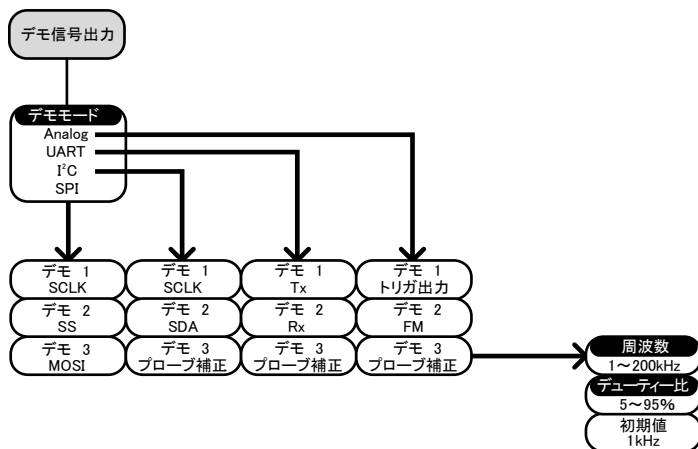 デモ信号出力
デモモード
Analog
UART
I²C
SPI
デモ 1
SCLK
デモ 2
SS
デモ 3
MOSI
デモ 1
SCLK
デモ 2
SDA
デモ 3
プローブ補正
デモ 1
Tx
デモ 2
Rx
デモ 3
プローブ補正
デモ 1
トリガ出力
デモ 2
FM
デモ 3
プローブ補正
周波数
1～200kHz
デューティー比
5～95%
初期値
1kHz